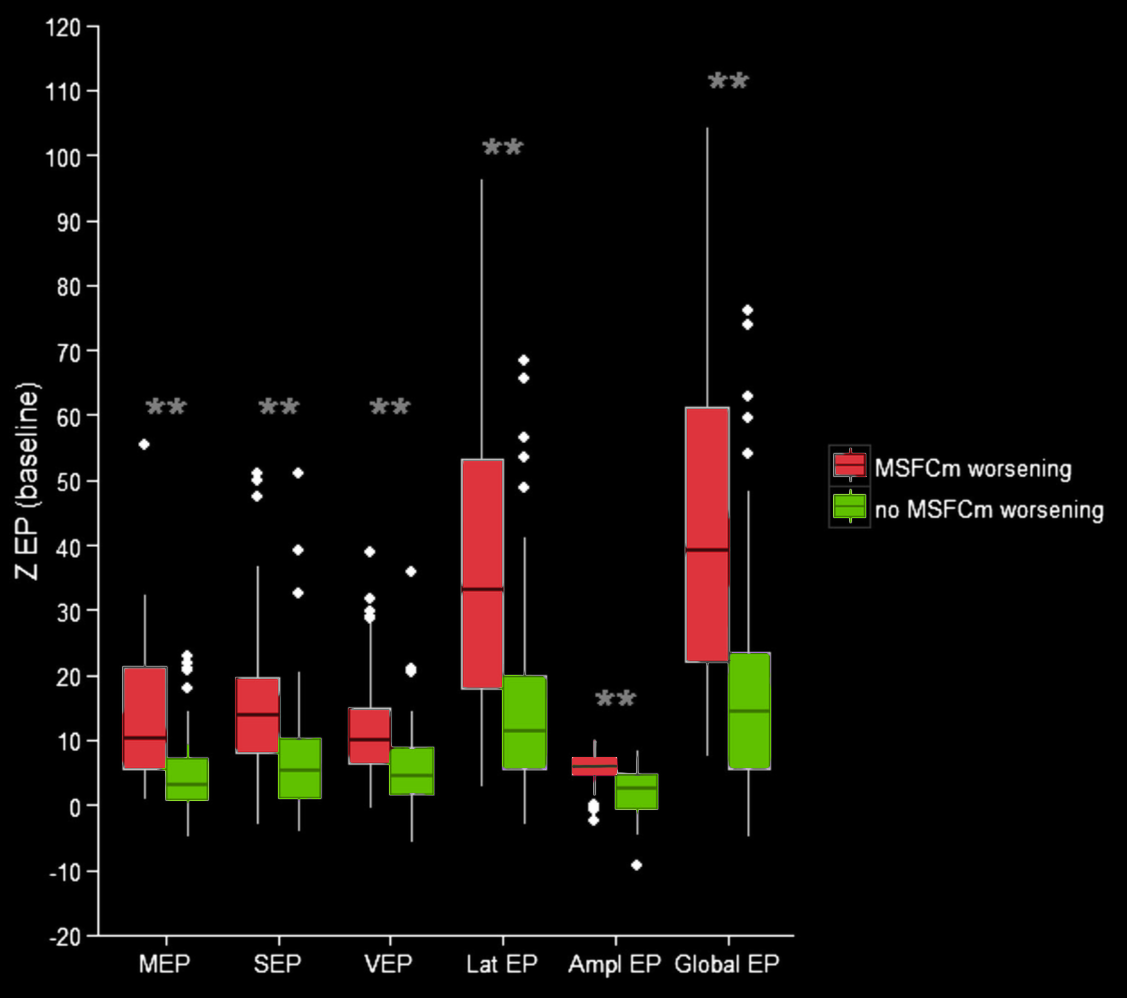 120
110
100
90
80
70
60
50
40
30
20
10
0
-10
-20
Z EP (baseline)
**
**
**
**
**
**
MEP
SEP
VEP
Lat EP
Ampl EP
Global EP
MSFCm worsening
no MSFCm worsening